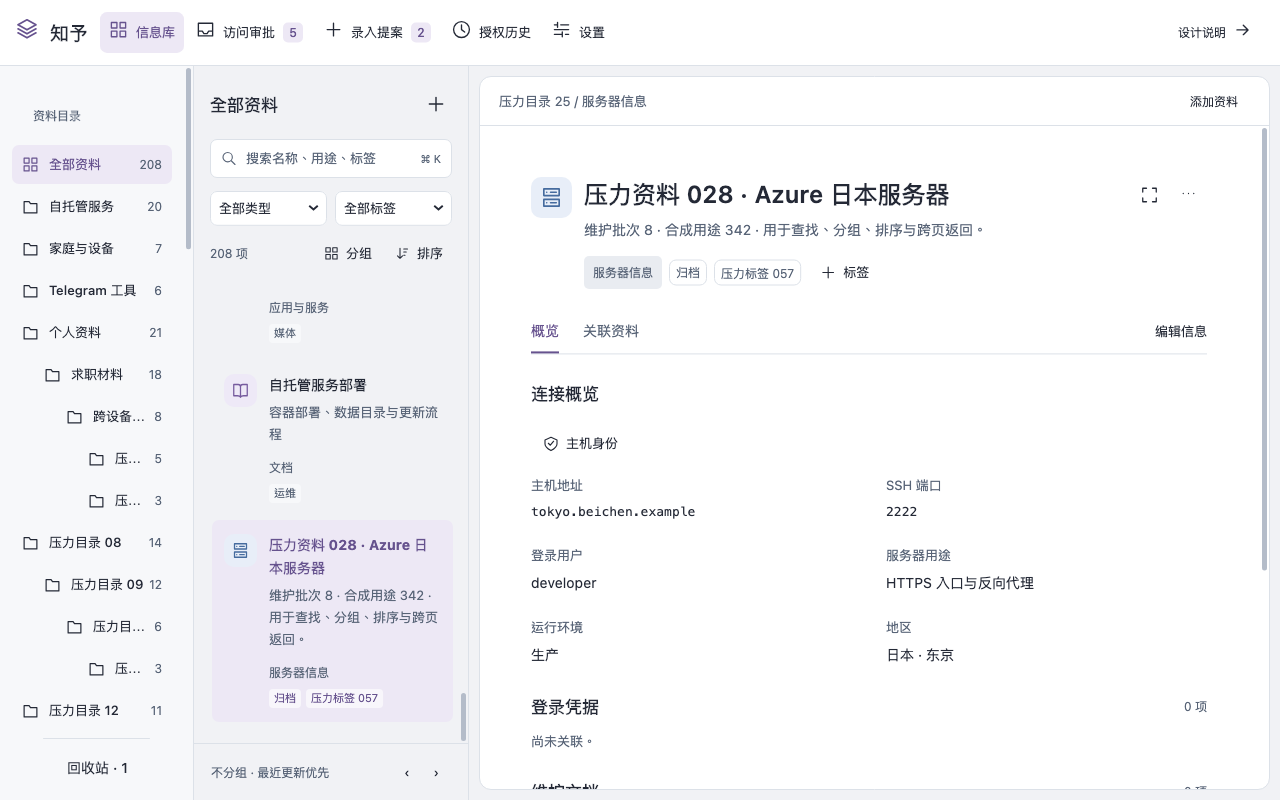 知予
信息库
访问审批 5
录入提案 2
授权历史
设置
设计说明
资料目录
全部资料 208
自托管服务 20
家庭与设备 7
Telegram 工具 6
个人资料 21
求职材料 18
跨设备… 8
压… 5
压… 3
压力目录 08 14
压力目录 09 12
压力目… 6
压… 3
压力目录 12 11
回收站 · 1
全部资料
搜索名称、用途、标签 ⌘ K
全部类型
全部标签
208 项
分组
排序
应用与服务
媒体
自托管服务部署
容器部署、数据目录与更新流
程
文档
运维
压力资料 028 · Azure 日
本服务器
维护批次 8 · 合成用途 342 ·
用于查找、分组、排序与跨页
返回。
服务器信息
归档
压力标签 057
不分组 · 最近更新优先
‹ ›
压力目录 25 / 服务器信息
添加资料
压力资料 028 · Azure 日本服务器
···
维护批次 8 · 合成用途 342 · 用于查找、分组、排序与跨页返回。
服务器信息
归档
压力标签 057
标签
概览
关联资料
编辑信息
连接概览
主机身份
主机地址
tokyo.beichen.example
SSH 端口
2222
登录用户
developer
服务器用途
HTTPS 入口与反向代理
运行环境
生产
地区
日本 · 东京
登录凭据
0 项
尚未关联。
维护文档
0 项